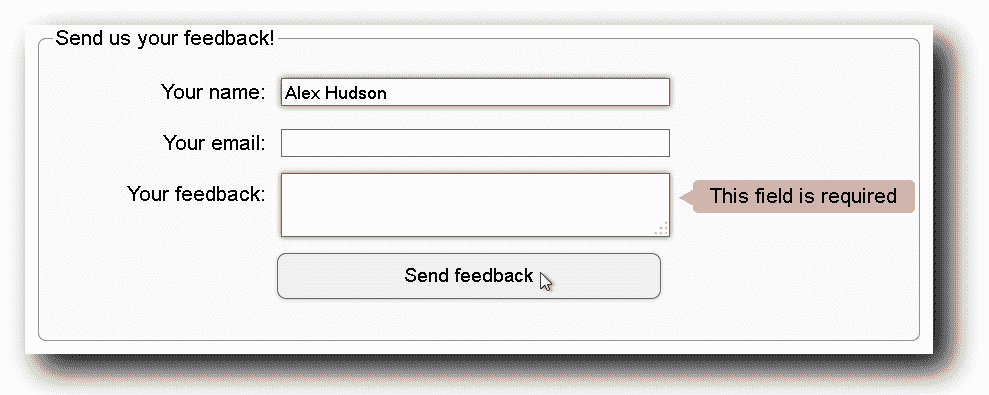 Send us your feedback!
Your name: Alex Hudson
Your email:
Your feedback: This field is required
Send feedback